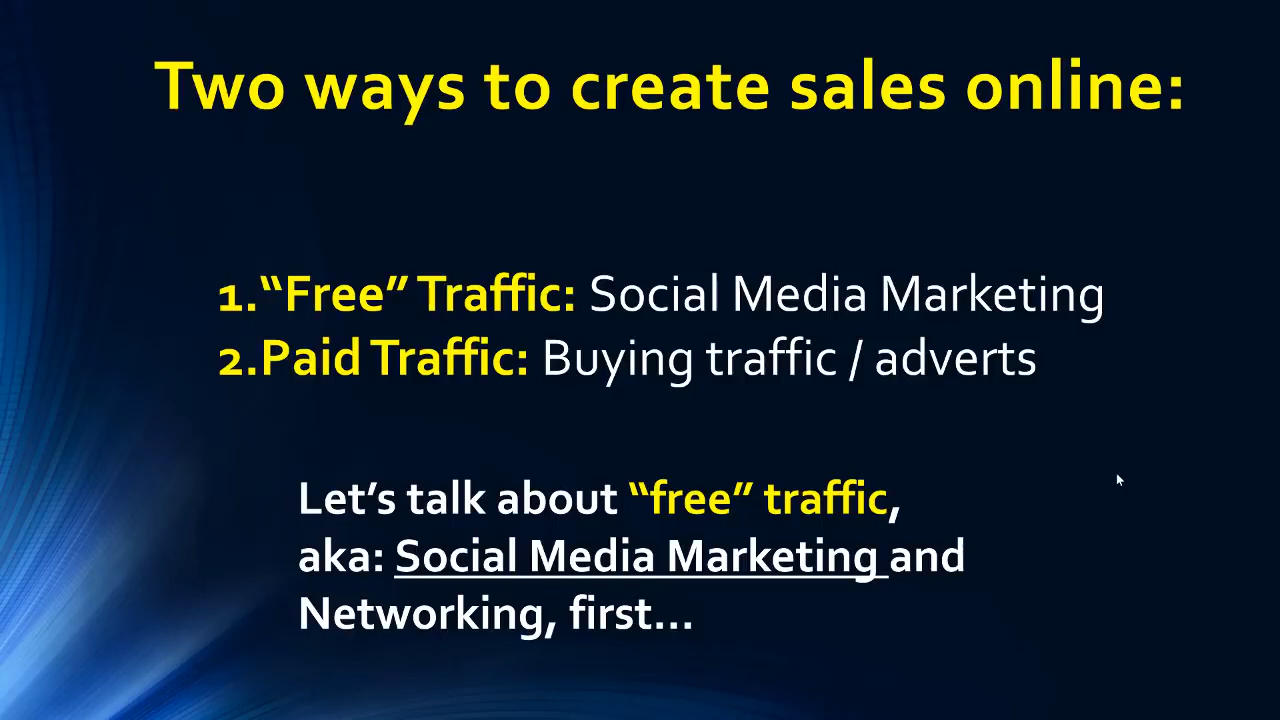 Two ways to create sales online:
1.“Free” Traffic: Social Media Marketing
2.Paid Traffic: Buying traffic / adverts
Let’s talk about “free” traffic,
aka: Social Media Marketing and
Networking, first...